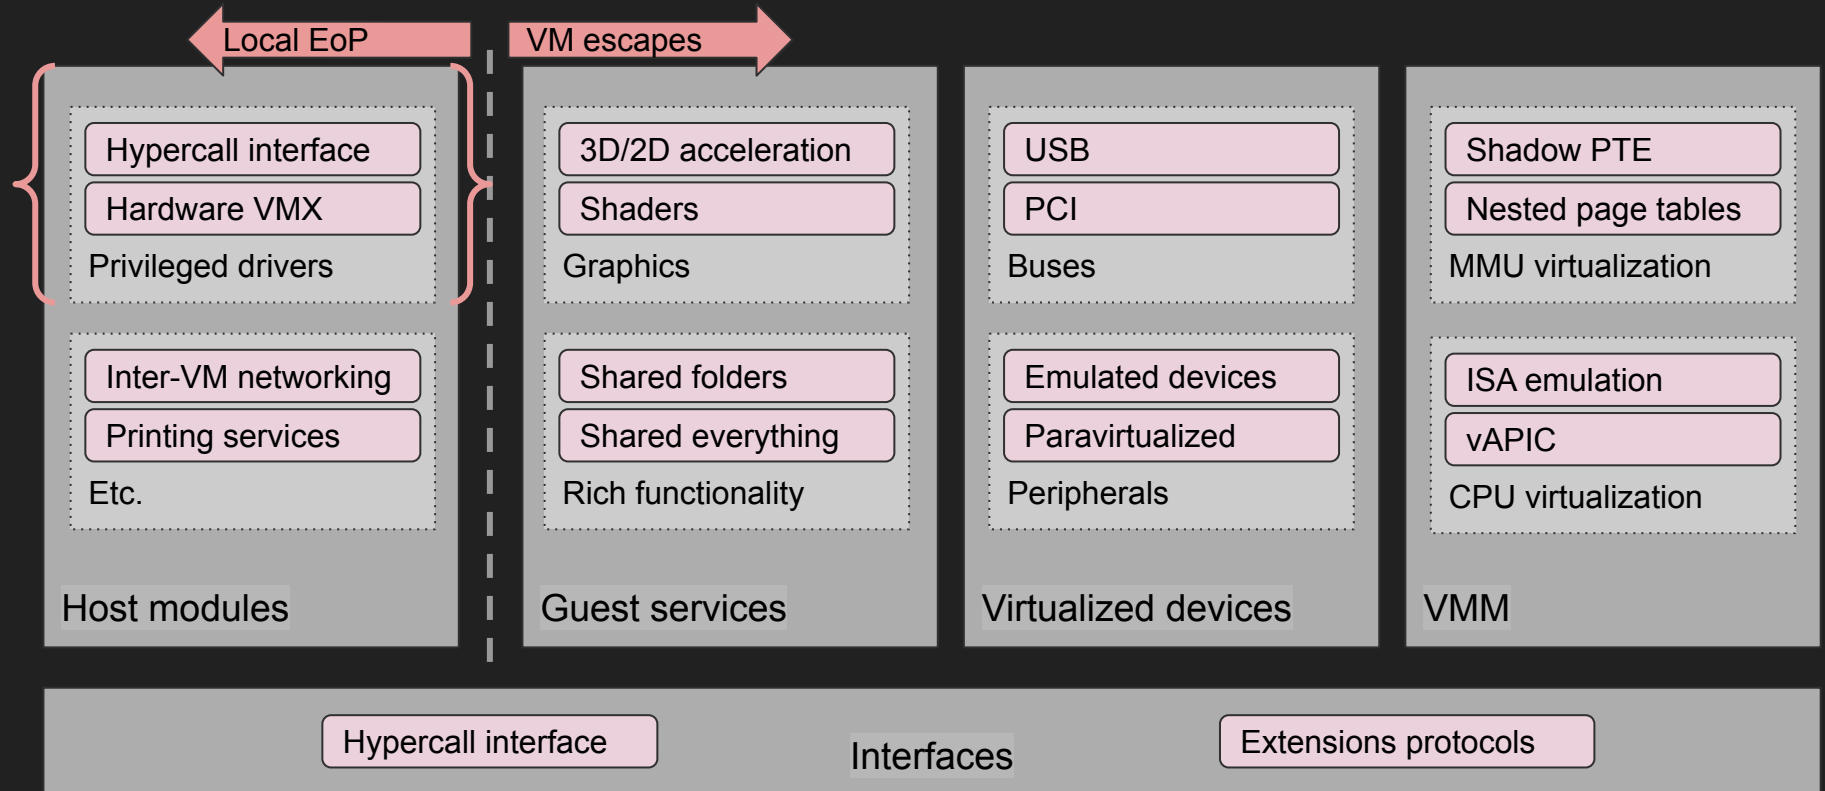 Local EoP
VM escapes
Hypercall interface
Hardware VMX
Privileged drivers
Inter-VM networking
Printing services
Etc.
Host modules
3D/2D acceleration
Shaders
Graphics
Shared folders
Shared everything
Rich functionality
Guest services
USB
PCI
Buses
Emulated devices
Paravirtualized
Peripherals
Virtualized devices
Shadow PTE
Nested page tables
MMU virtualization
ISA emulation
vAPIC
CPU virtualization
VMM
Hypercall interface
Interfaces
Extensions protocols